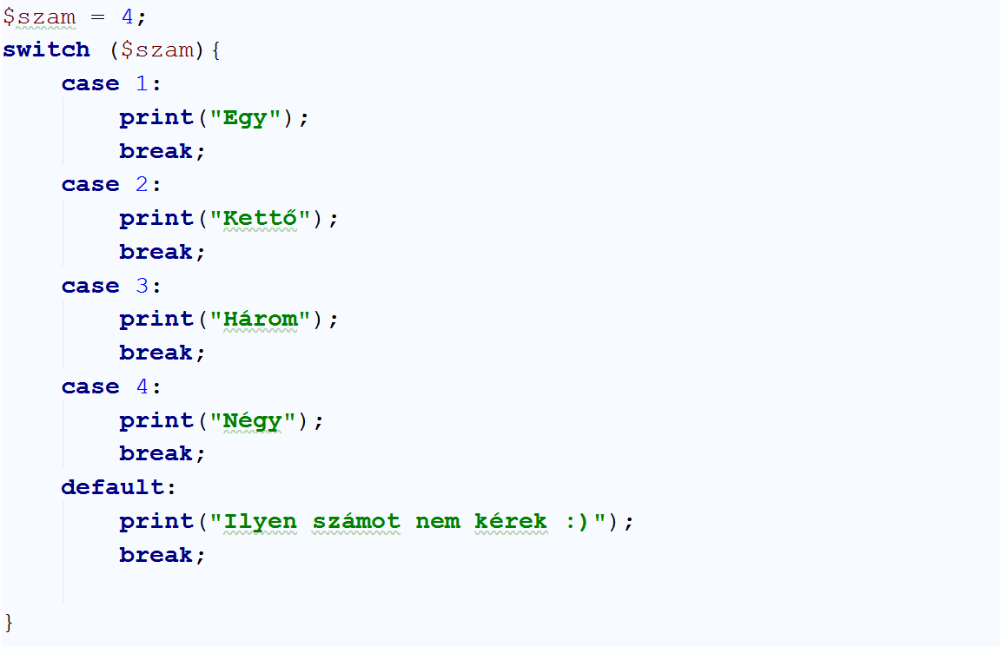 $szam = 4;
switch ($szam){
    case 1:
        print("Egy");
        break;
    case 2:
        print("Kettő");
        break;
    case 3:
        print("Három");
        break;
    case 4:
        print("Négy");
        break;
    default:
        print("Ilyen számot nem kérek :)");
        break;
}